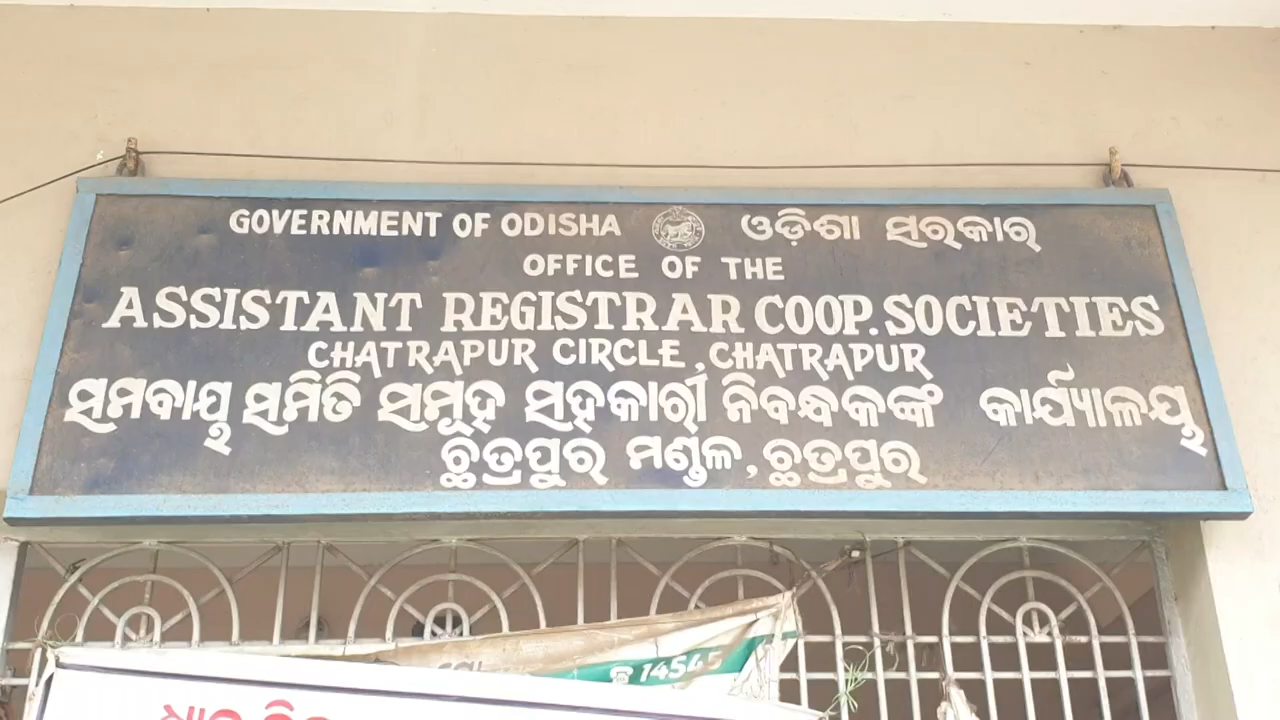 GOVERNMENT OF ODISHA ଓଡ଼ିଶା ସରକାର
OFFICE OF THE
ASSISTANT REGISTRAR COOP. SOCIETIES
CHATRAPUR CIRCLE, CHATRAPUR
ସମବାୟ ସମିତି ସମୂହ ସହକାରୀ ନିବନ୍ଧକଙ୍କ କାର୍ଯ୍ୟାଳୟ
ଚ୍ଛତ୍ରପୁର ମଣ୍ଡଳ, ଚ୍ଛତ୍ରପୁର
14545